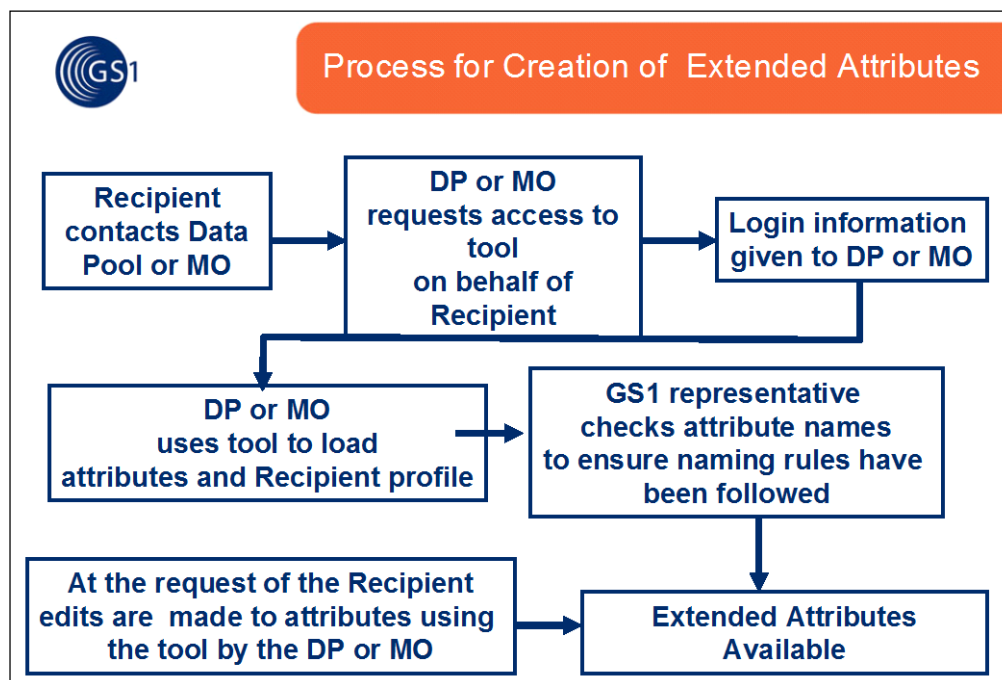 GS1
Process for Creation of Extended Attributes
Recipient
contacts Data
Pool or MO
DP or MO
requests access to
tool
on behalf of
Recipient
Login information
given to DP or MO
DP or MO
uses tool to load
attributes and Recipient profile
GS1 representative
checks attribute names
to ensure naming rules have
been followed
At the request of the Recipient
edits are made to attributes using
the tool by the DP or MO
Extended Attributes
Available